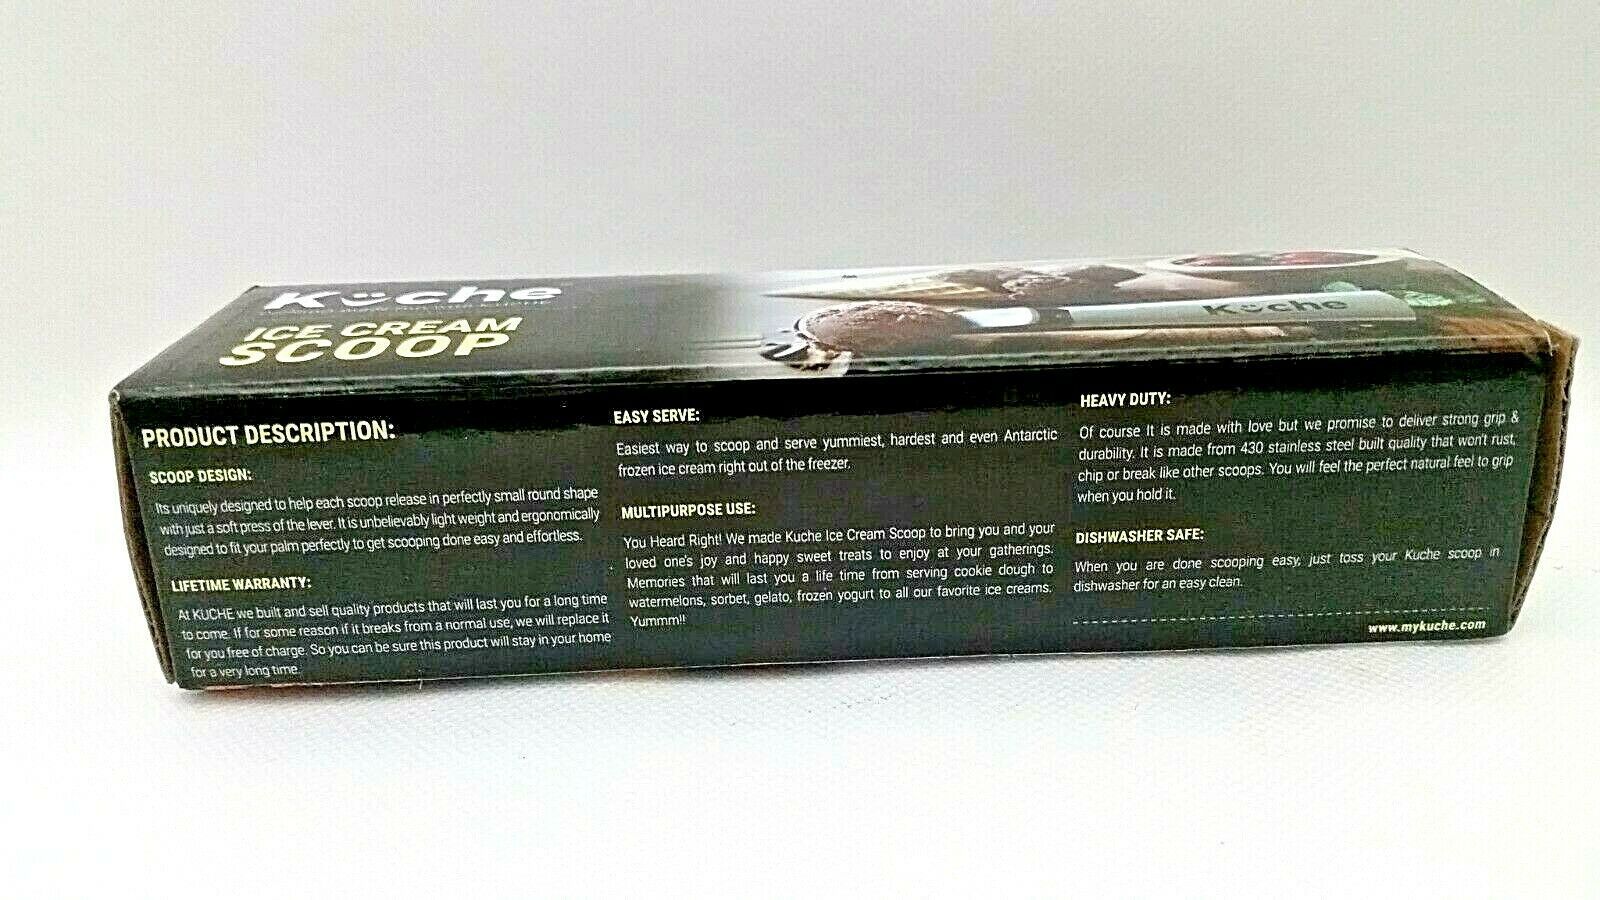 Küche
ICE CREAM
SCOOP
Küche
PRODUCT DESCRIPTION:
SCOOP DESIGN:
Its uniquely designed to help each scoop release in perfectly small round shape
with just a soft press of the lever. It is unbelievably light weight and ergonomically
designed to fit your palm perfectly to get scooping done easy and effortless.
LIFETIME WARRANTY:
At KUCHE we built and sell quality products that will last you for a long time
to come. If for some reason if it breaks from a normal use, we will replace it
for you free of charge. So you can be sure this product will stay in your home
for a very long time.
EASY SERVE:
Easiest way to scoop and serve yummiest, hardest and even Antarctic
frozen ice cream right out of the freezer.
MULTIPURPOSE USE:
You Heard Right! We made Kuche Ice Cream Scoop to bring you and your
loved one's joy and happy sweet treats to enjoy at your gatherings.
Memories that will last you a life time from serving cookie dough to
watermelons, sorbet, gelato, frozen yogurt to all our favorite ice creams.
Yummm!!
HEAVY DUTY:
Of course It is made with love but we promise to deliver strong grip &
durability. It is made from 430 stainless steel built quality that won't rust,
chip or break like other scoops. You will feel the perfect natural feel to grip
when you hold it.
DISHWASHER SAFE:
When you are done scooping easy, just toss your Kuche scoop in
dishwasher for an easy clean.
www.mykuche.com